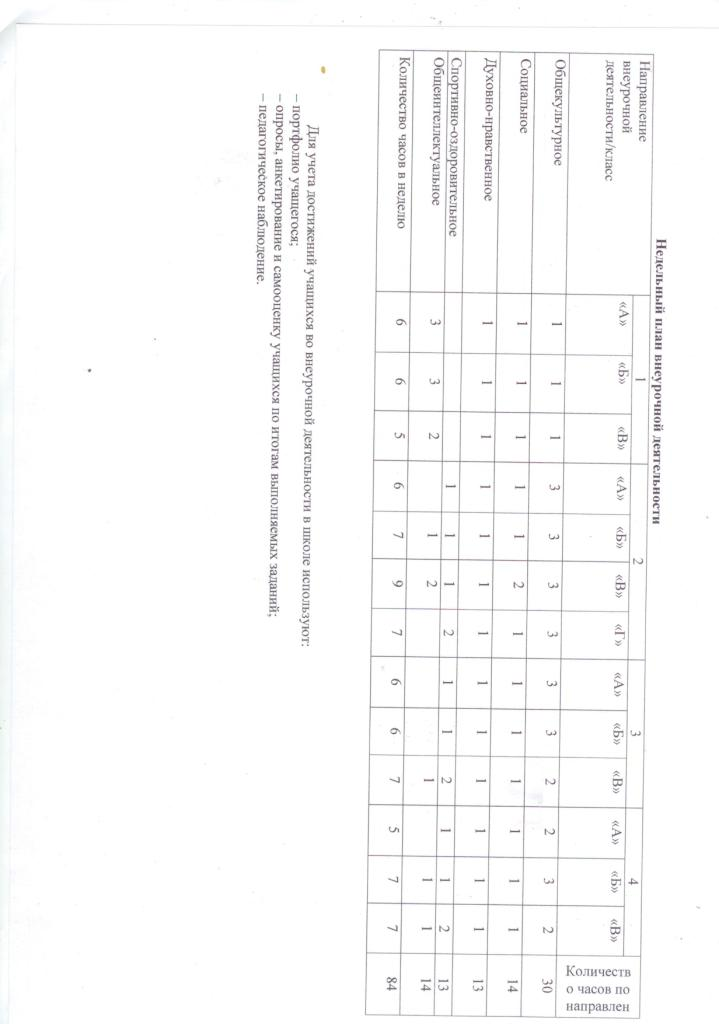 Недельный план внеурочной деятельности
Направление внеурочной деятельности/класс 1 2 3 4 Количеств о часов по направлен
«А» «Б» «В» «А» «Б» «В» «Г» «А» «Б» «В» «А» «Б» «В»
Общекультурное 1 1 1 3 3 3 3 3 3 2 2 3 2 30
Социальное 1 1 1 1 1 2 1 1 1 1 1 1 1 14
Духовно-нравственное 1 1 1 1 1 1 1 1 1 1 1 1 1 13
Спортивно-оздоровительное 1 1 1 2 1 1 2 1 1 2 13
Общеинтеллектуальное 3 3 2 1 2 1 1 1 14
Количество часов в неделю 6 6 5 6 7 9 7 6 6 7 5 7 7 84
Для учета достижений учащихся во внеурочной деятельности в школе используют:
– портфолио учащегося;
– опросы, анкетирование и самооценку учащихся по итогам выполняемых заданий;
– педагогическое наблюдение.